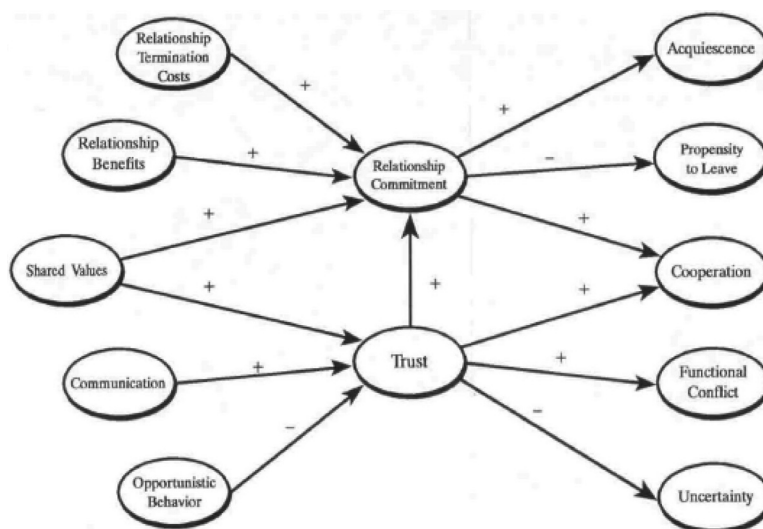 Relationship
Termination
Costs
Acquiescence
+
+
Relationship
Benefits
+
Relationship
Commitment
–
Propensity
to Leave
+
+
Shared Values
Cooperation
+
+
+
Communication
+
Trust
+
Functional
Conflict
–
–
Opportunistic
Behavior
Uncertainty